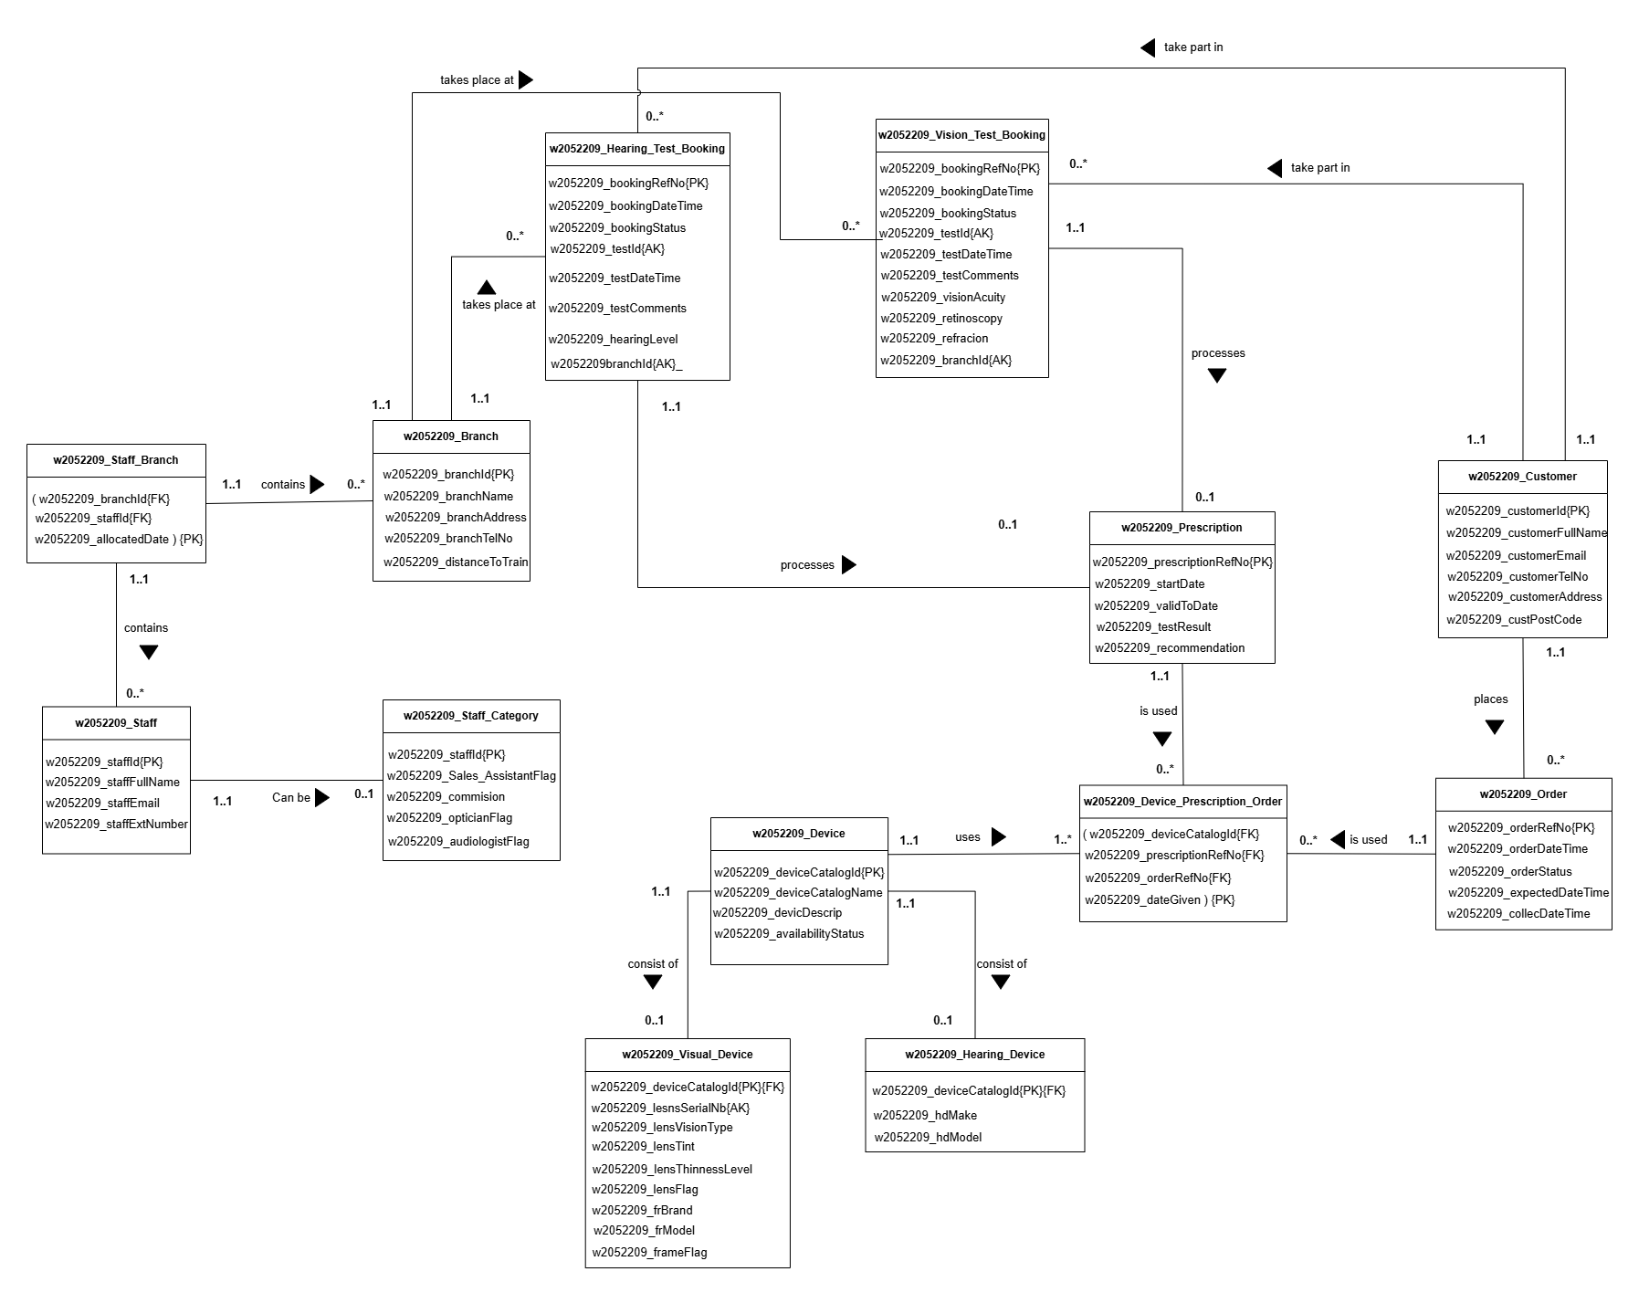 take part in
takes place at
0..*
w2052209_Hearing_Test_Booking
w2052209_bookingRefNo{PK}
w2052209_bookingDateTime
w2052209_bookingStatus
w2052209_testId{AK}
w2052209_testDateTime
w2052209_testComments
w2052209_hearingLevel
w2052209branchId{AK}_
w2052209_Vision_Test_Booking
w2052209_bookingRefNo{PK}
w2052209_bookingDateTime
w2052209_bookingStatus
w2052209_testId{AK}
w2052209_testDateTime
w2052209_testComments
w2052209_visionAcuity
w2052209_retinoscopy
w2052209_refracion
w2052209_branchId{AK}
0..*
take part in
0..*
0..*
1..1
takes place at
processes
1..1
1..1
1..1
1..1
1..1
w2052209_Staff_Branch
( w2052209_branchId{FK}
w2052209_staffId{FK}
w2052209_allocatedDate ) {PK}
1..1
contains
0..*
w2052209_Branch
w2052209_branchId{PK}
w2052209_branchName
w2052209_branchAddress
w2052209_branchTelNo
w2052209_distanceToTrain
0..1
0..1
processes
w2052209_Prescription
w2052209_prescriptionRefNo{PK}
w2052209_startDate
w2052209_validToDate
w2052209_testResult
w2052209_recommendation
w2052209_Customer
w2052209_customerId{PK}
w2052209_customerFullName
w2052209_customerEmail
w2052209_customerTelNo
w2052209_customerAddress
w2052209_custPostCode
1..1
contains
0..*
1..1
is used
0..*
1..1
places
0..*
w2052209_Staff
w2052209_staffId{PK}
w2052209_staffFullName
w2052209_staffEmail
w2052209_staffExtNumber
1..1
Can be
0..1
w2052209_Staff_Category
w2052209_staffId{PK}
w2052209_Sales_AssistantFlag
w2052209_commision
w2052209_opticianFlag
w2052209_audiologistFlag
w2052209_Device
w2052209_deviceCatalogId{PK}
w2052209_deviceCatalogName
w2052209_devicDescrip
w2052209_availabilityStatus
1..1
uses
1..*
w2052209_Device_Prescription_Order
( w2052209_deviceCatalogId{FK}
w2052209_prescriptionRefNo{FK}
w2052209_orderRefNo{FK}
w2052209_dateGiven ) {PK}
0..*
is used
1..1
w2052209_Order
w2052209_orderRefNo{PK}
w2052209_orderDateTime
w2052209_orderStatus
w2052209_expectedDateTime
w2052209_collecDateTime
1..1
1..1
consist of
consist of
0..1
0..1
w2052209_Visual_Device
w2052209_deviceCatalogId{PK}{FK}
w2052209_lesnsSerialNb{AK}
w2052209_lensVisionType
w2052209_lensTint
w2052209_lensThinnessLevel
w2052209_lensFlag
w2052209_frBrand
w2052209_frModel
w2052209_frameFlag
w2052209_Hearing_Device
w2052209_deviceCatalogId{PK}{FK}
w2052209_hdMake
w2052209_hdModel